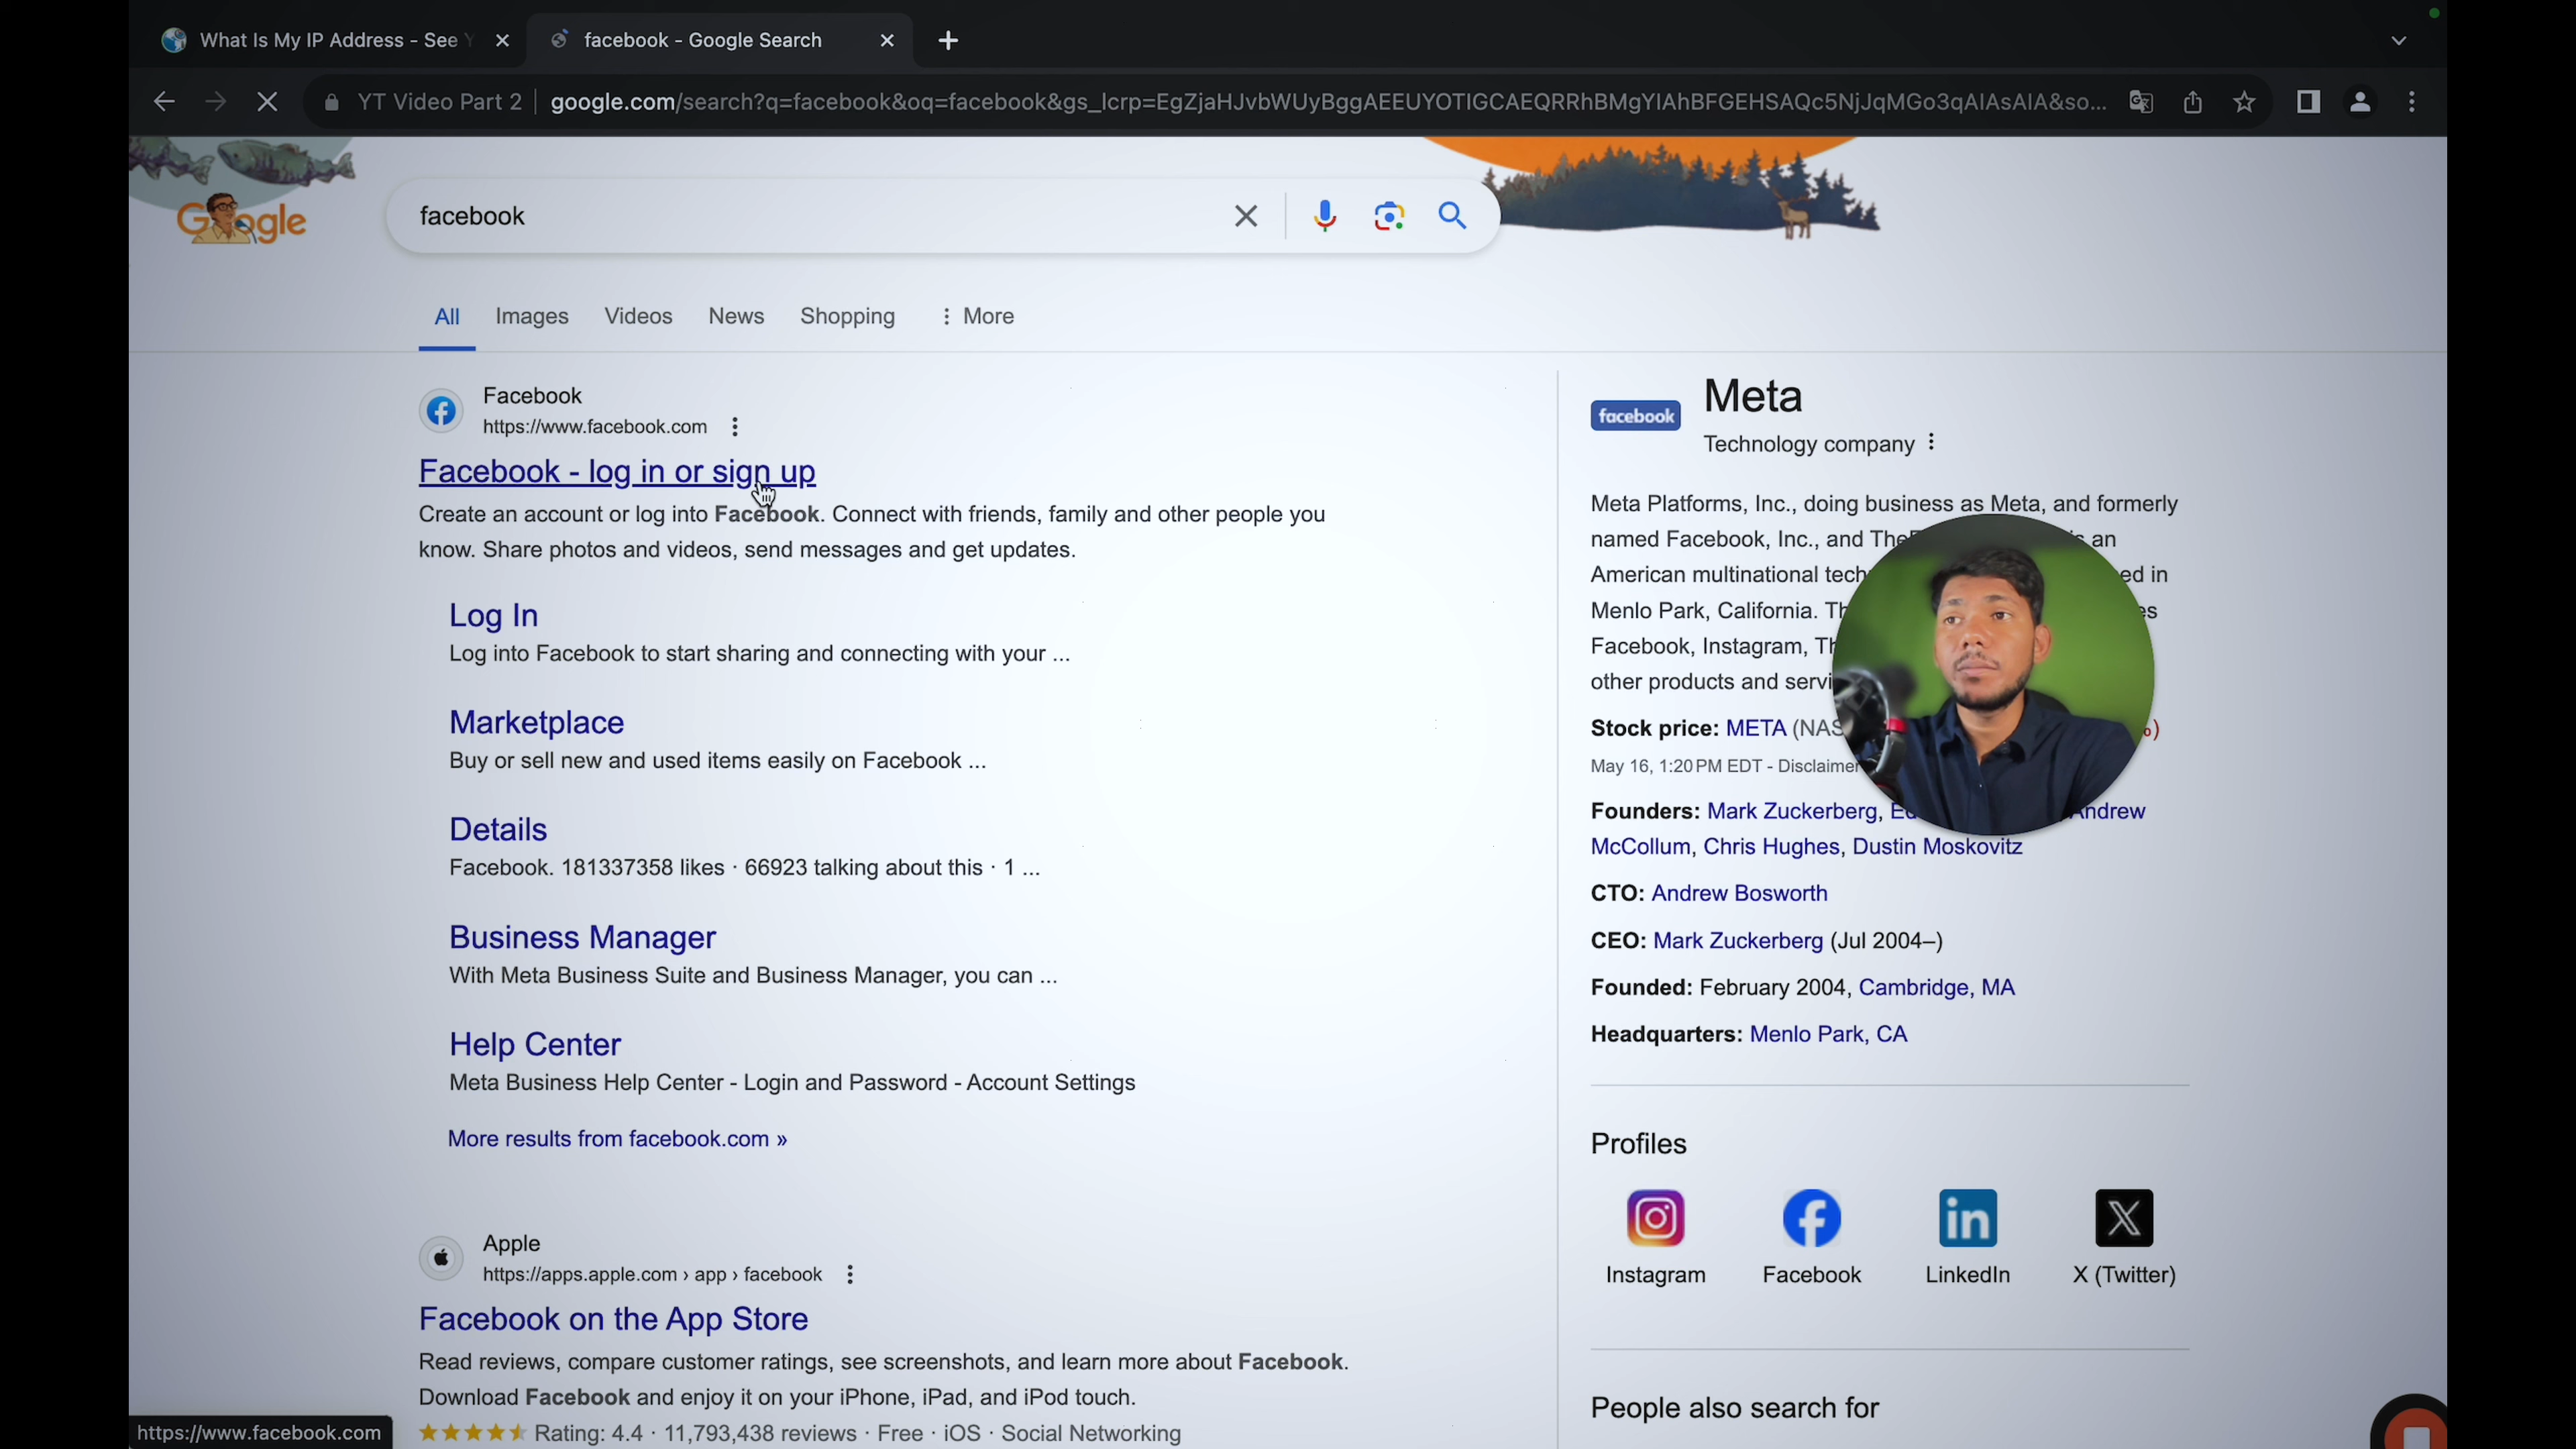 What Is My IP Address - See Y
facebook - Google Search
YT Video Part 2
google.com/search?q=facebook&oq=facebook&gs_lcrp=EgZjaHJvbWUyBggAEEUYOTIGCAEQRRhBMgYIAhBFGEHSAQc5NjJqMGo3qAIAsAIA&so...
Google
facebook
All
Images
Videos
News
Shopping
More
Facebook
https://www.facebook.com
Facebook - log in or sign up
Create an account or log into Facebook. Connect with friends, family and other people you
know. Share photos and videos, send messages and get updates.
Log In
Log into Facebook to start sharing and connecting with your ...
Marketplace
Buy or sell new and used items easily on Facebook ...
Details
Facebook. 181337358 likes · 66923 talking about this · 1 ...
Business Manager
With Meta Business Suite and Business Manager, you can ...
Help Center
Meta Business Help Center - Login and Password - Account Settings
More results from facebook.com »
Apple
https://apps.apple.com › app › facebook
Facebook on the App Store
Read reviews, compare customer ratings, see screenshots, and learn more about Facebook.
Download Facebook and enjoy it on your iPhone, iPad, and iPod touch.
Rating: 4.4 · 11,793,438 reviews · Free · iOS · Social Networking
https://www.facebook.com
facebook
Meta
Technology company
Meta Platforms, Inc., doing business as Meta, and formerly
named Facebook, Inc., and an
American multinational
Menlo Park, California.
Facebook, Instagram,
other products and
Stock price: META
May 16, 1:20 PM EDT - Disclaimer
Founders: Mark Zuckerberg, Andrew
McCollum, Chris Hughes, Dustin Moskovitz
CTO: Andrew Bosworth
CEO: Mark Zuckerberg (Jul 2004–)
Founded: February 2004, Cambridge, MA
Headquarters: Menlo Park, CA
Profiles
Instagram
Facebook
LinkedIn
X (Twitter)
People also search for